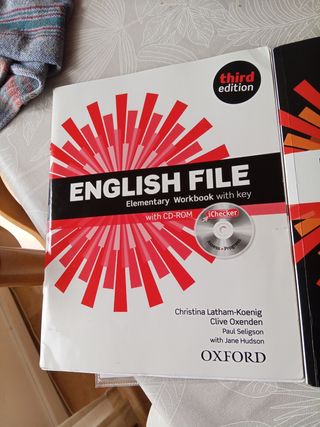 third
edition
ENGLISH FILE
Elementary Workbook with key
with CD-ROM
iChecker
Christina Latham-Koenig
Clive Oxenden
Paul Seligson
with Jane Hudson
OXFORD